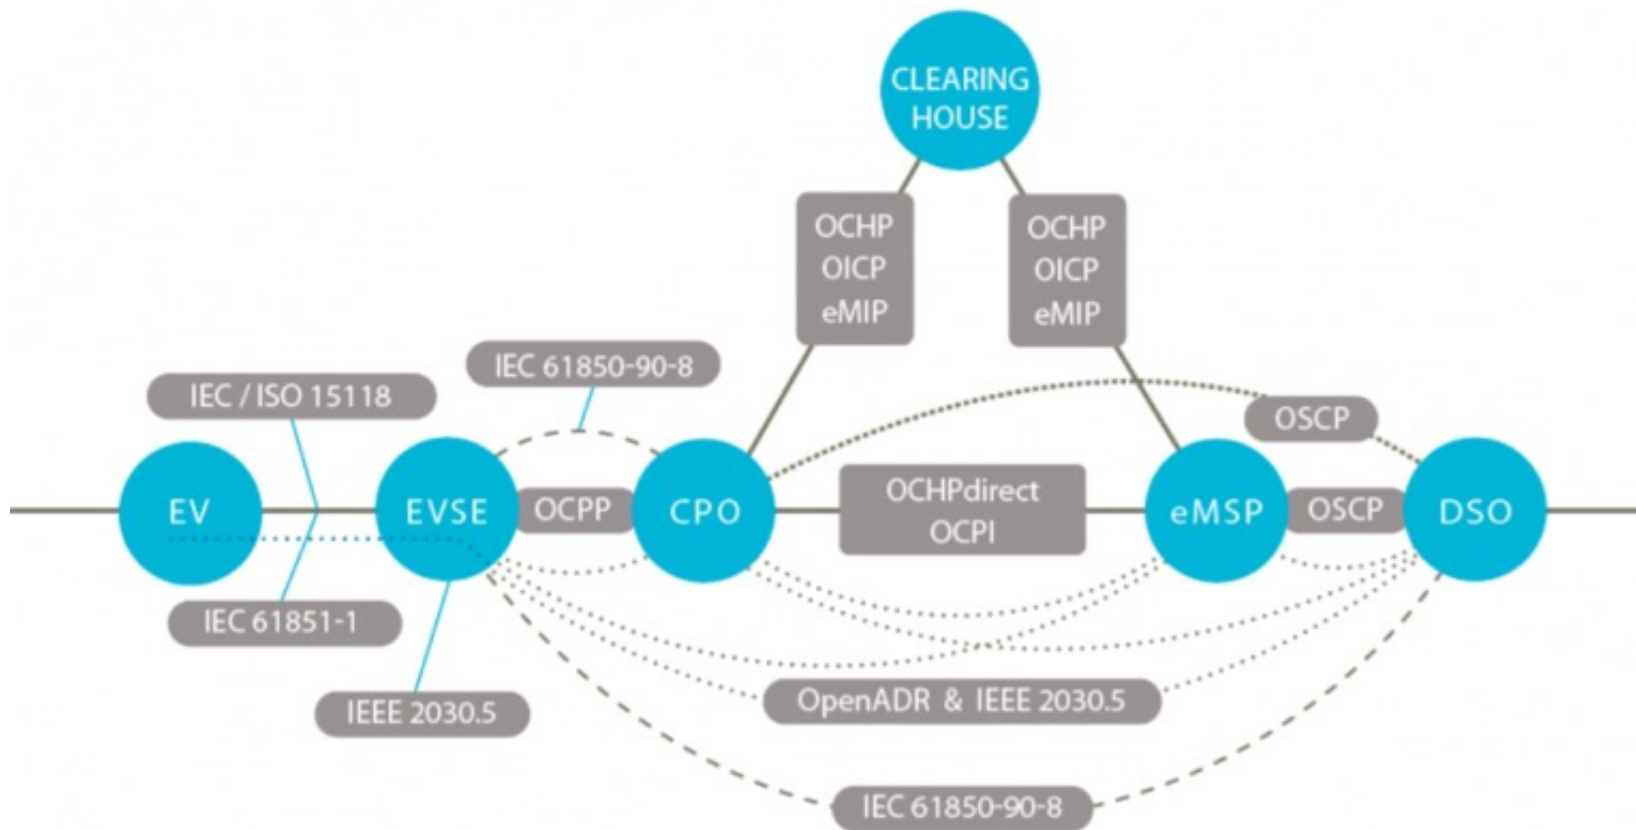 CLEARING
HOUSE
OCHP
OICP
eMIP
OCHP
OICP
eMIP
IEC 61850-90-8
IEC / ISO 15118
OSCP
EV
EVSE
OCPP
CPO
OCHPdirect
OCPI
eMSP
OSCP
DSO
IEC 61851-1
IEEE 2030.5
OpenADR & IEEE 2030.5
IEC 61850-90-8